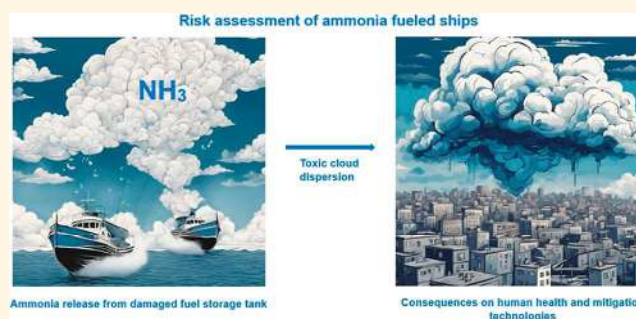 Risk assessment of ammonia fueled ships
NH3
Toxic cloud
dispersion
Ammonia release from damaged fuel storage tank
Consequences on human health and mitigation
technologies